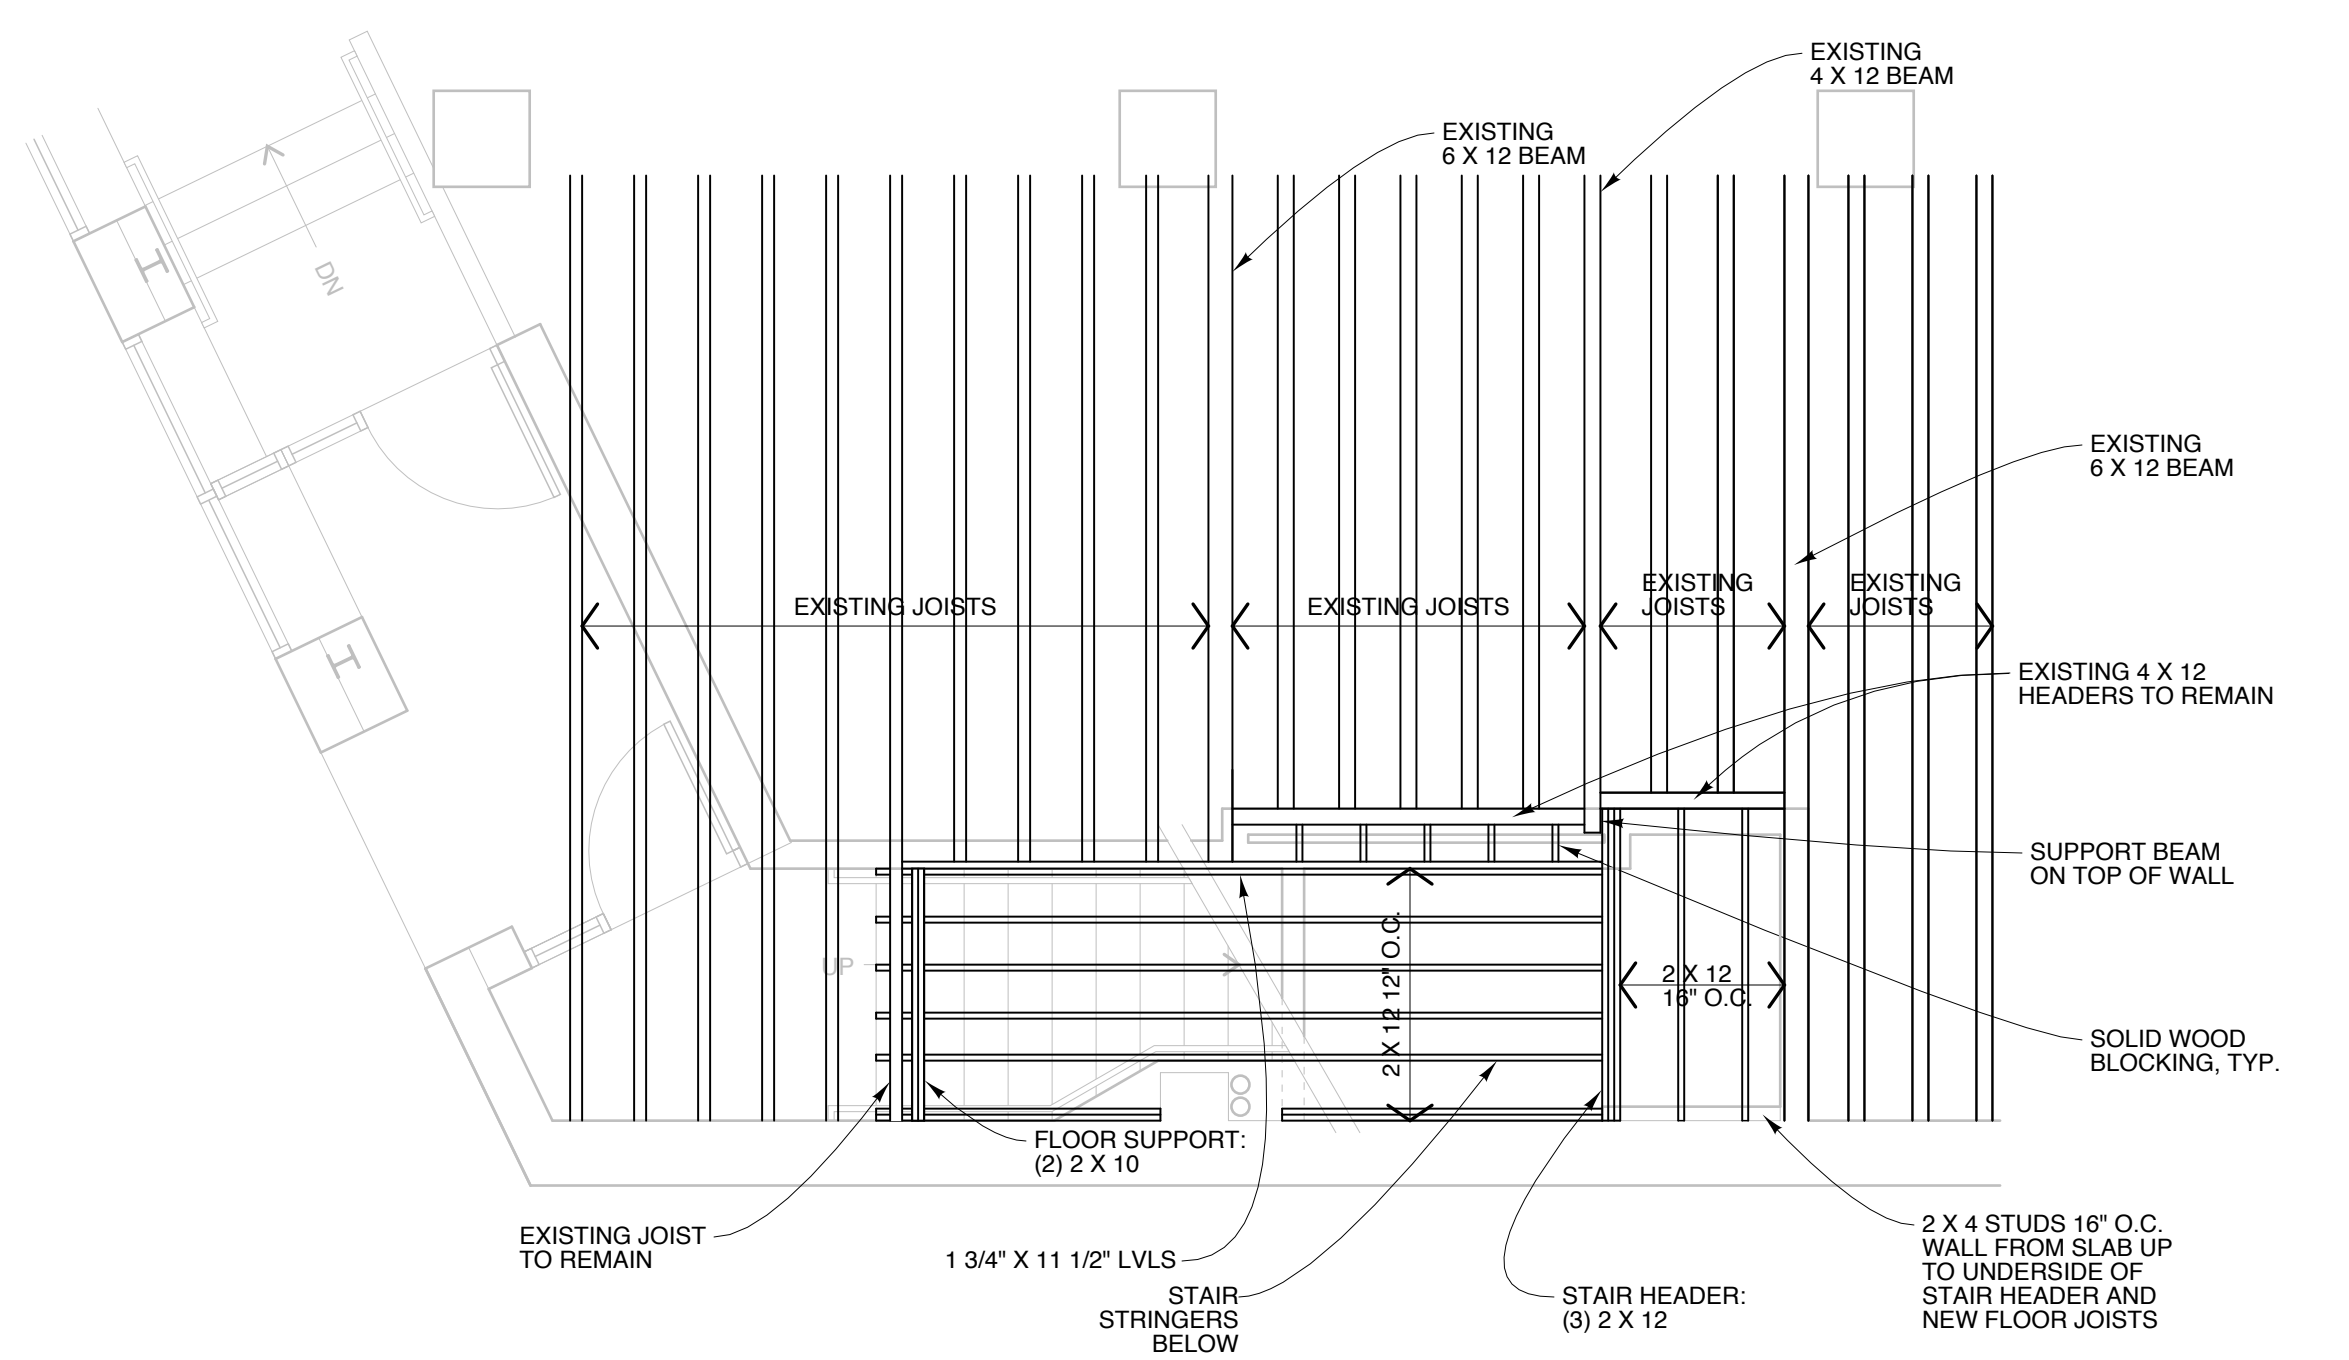 EXISTING
4 X 12 BEAM
EXISTING
6 X 12 BEAM
DN
H
EXISTING
6 X 12 BEAM
EXISTING JOISTS
EXISTING JOISTS
EXISTING
JOISTS
EXISTING
JOISTS
H
EXISTING 4 X 12
HEADERS TO REMAIN
SUPPORT BEAM
ON TOP OF WALL
UP
2 X 12 12" O.C.
2 X 12
16" O.C.
SOLID WOOD
BLOCKING, TYP.
FLOOR SUPPORT:
(2) 2 X 10
EXISTING JOIST
TO REMAIN
1 3/4" X 11 1/2" LVLS
STAIR
STRINGERS
BELOW
STAIR HEADER:
(3) 2 X 12
2 X 4 STUDS 16" O.C.
WALL FROM SLAB UP
TO UNDERSIDE OF
STAIR HEADER AND
NEW FLOOR JOISTS